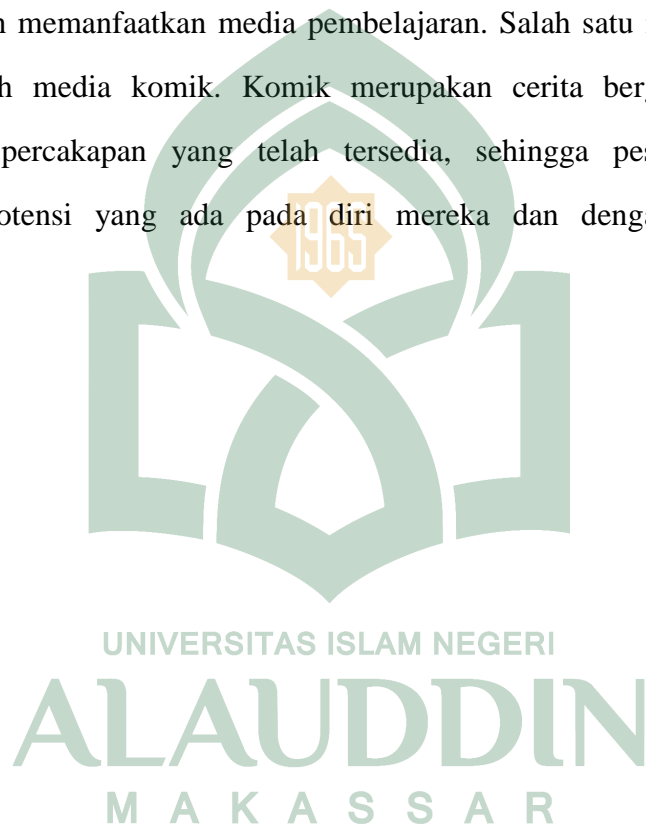 memanfaatkan media pembelajaran. Salah satu
media komik. Komik merupakan cerita
percakapan yang telah tersedia, sehingga
yang ada pada diri mereka dan
1965
UNIVERSITAS ISLAM NEGERI
ALAUDDIN
MAKASSAR